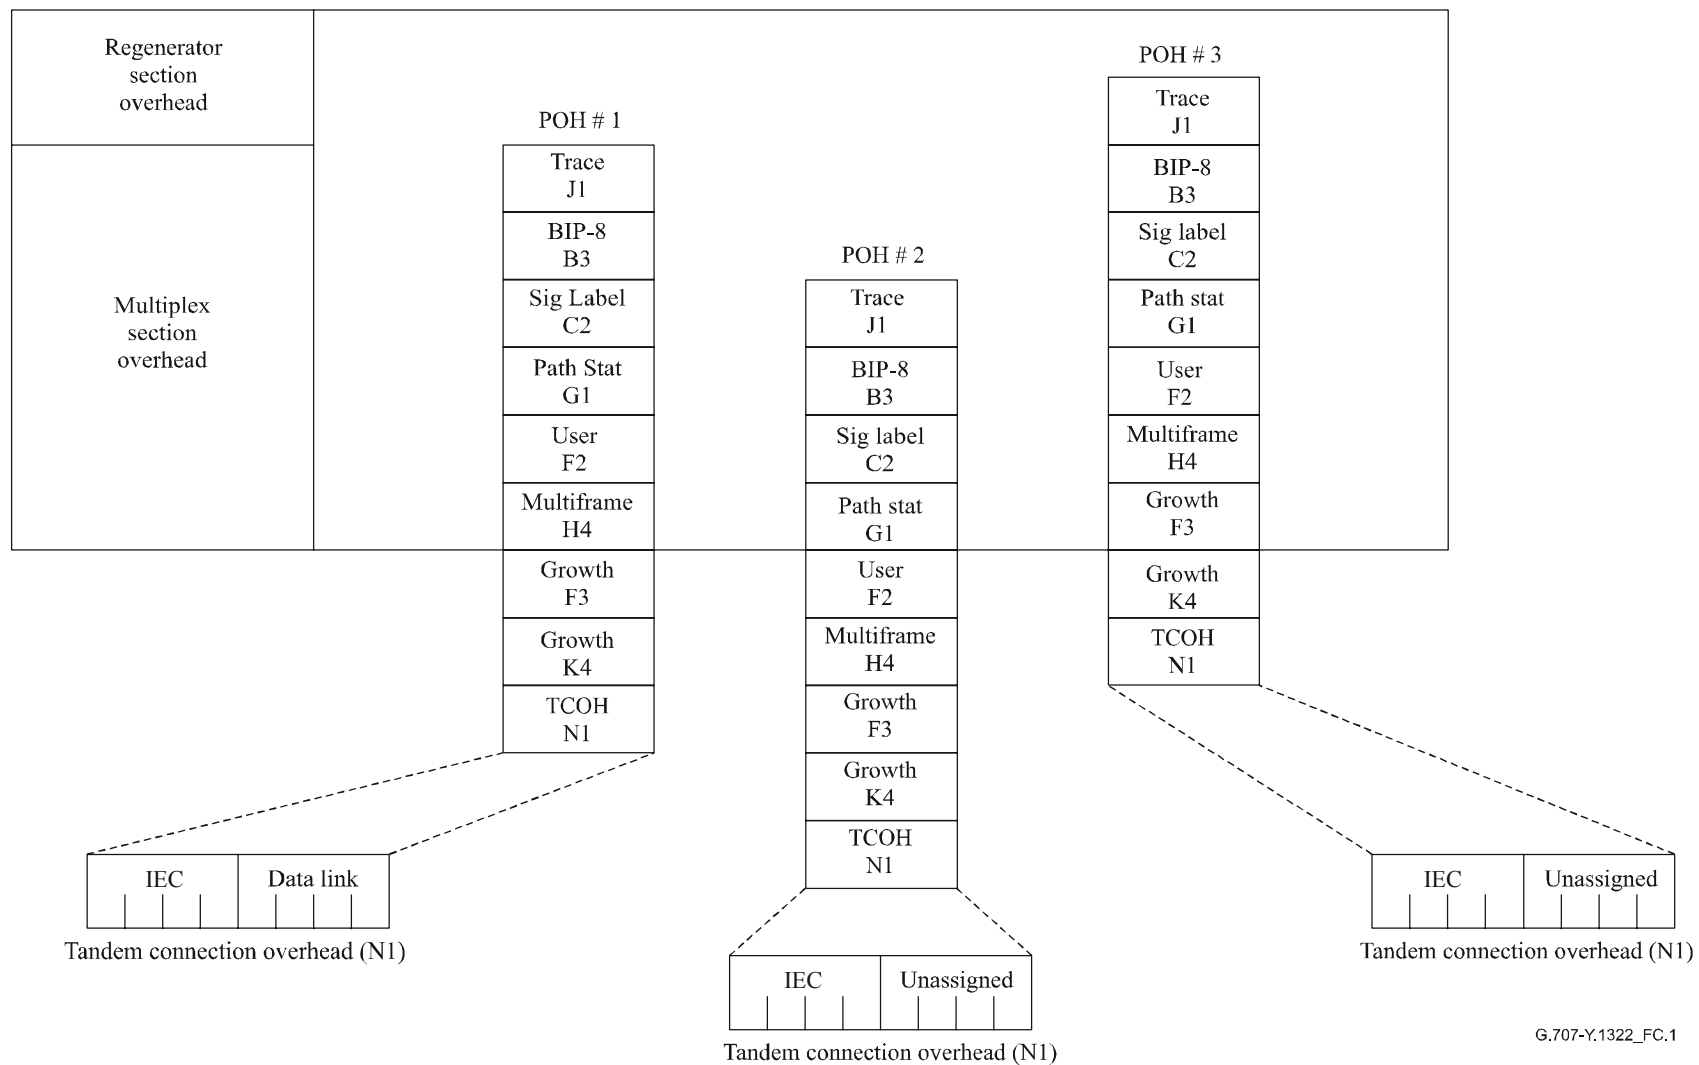 Regenerator
section
overhead
Multiplex
section
overhead
POH # 1
Trace
J1
BIP-8
B3
Sig Label
C2
Path Stat
G1
User
F2
Multiframe
H4
Growth
F3
Growth
K4
TCOH
N1
IEC
Data link
Tandem connection overhead (N1)
POH # 2
Trace
J1
BIP-8
B3
Sig label
C2
Path stat
G1
User
F2
Multiframe
H4
Growth
F3
Growth
K4
TCOH
N1
IEC
Unassigned
Tandem connection overhead (N1)
POH # 3
Trace
J1
BIP-8
B3
Sig label
C2
Path stat
G1
User
F2
Multiframe
H4
Growth
F3
Growth
K4
TCOH
N1
IEC
Unassigned
Tandem connection overhead (N1)
G.707-Y.1322_FC.1